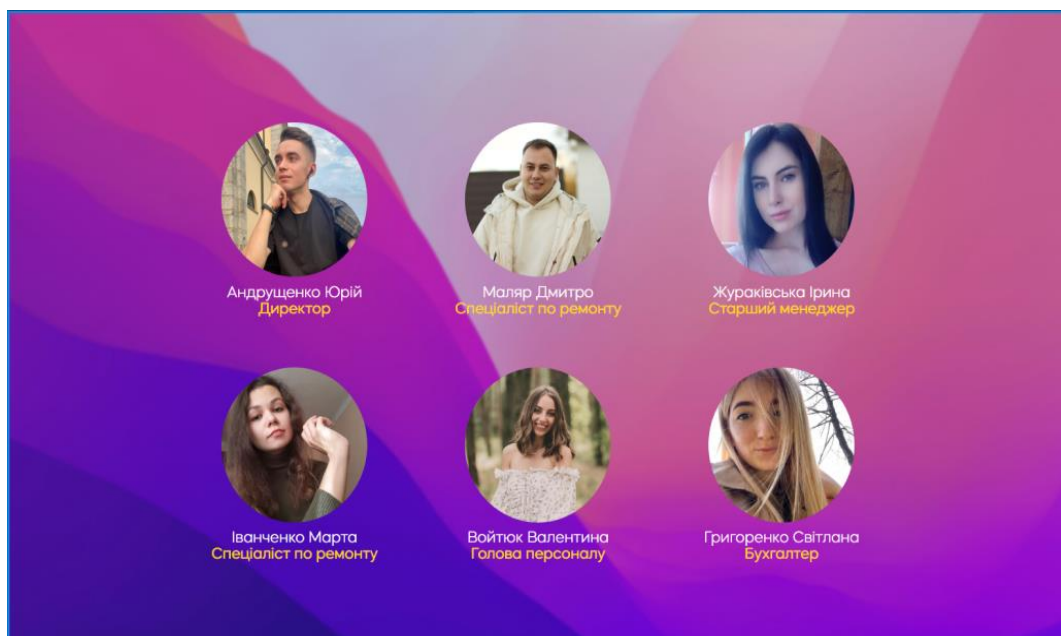 Андрущенко Юрій
Директор
Маляр Дмитро
Спеціаліст по ремонту
Жураківська Ірина
Старший менеджер
Іванченко Марта
Спеціаліст по ремонту
Войтюк Валентина
Голова персоналу
Григоренко Світлана
Бухгалтер